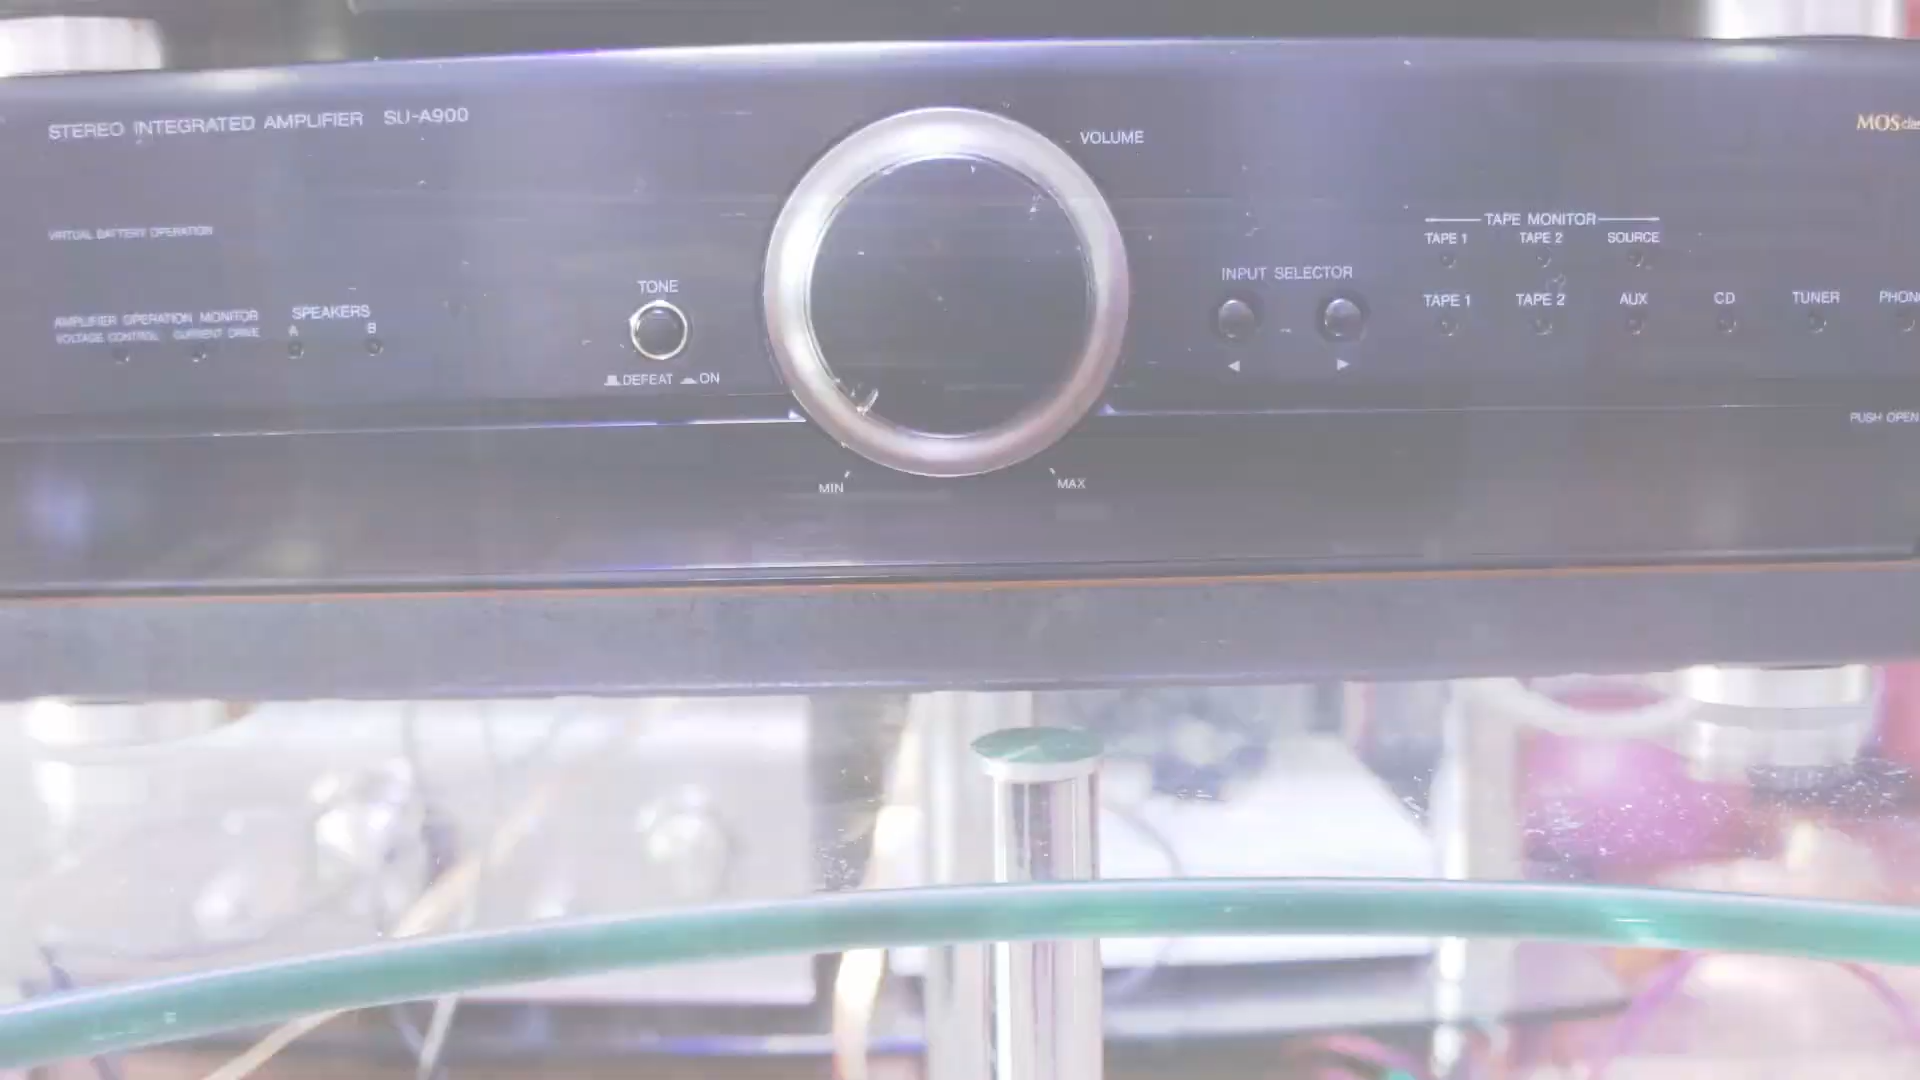 STEREO INTEGRATED AMPLIFIER SU-A900
VOLUME
MOS
VIRTUAL BATTERY OPERATION
TAPE MONITOR
TAPE 1 TAPE 2 SOURCE
INPUT SELECTOR
TONE
TAPE 1 TAPE 2 AUX CD TUNER
AMPLIFIER OPERATION MONITOR
VOLTAGE CONTROL CURRENT DRIVE
SPEAKERS
A B
DEFEAT ON
PUSH OPEN
MIN MAX